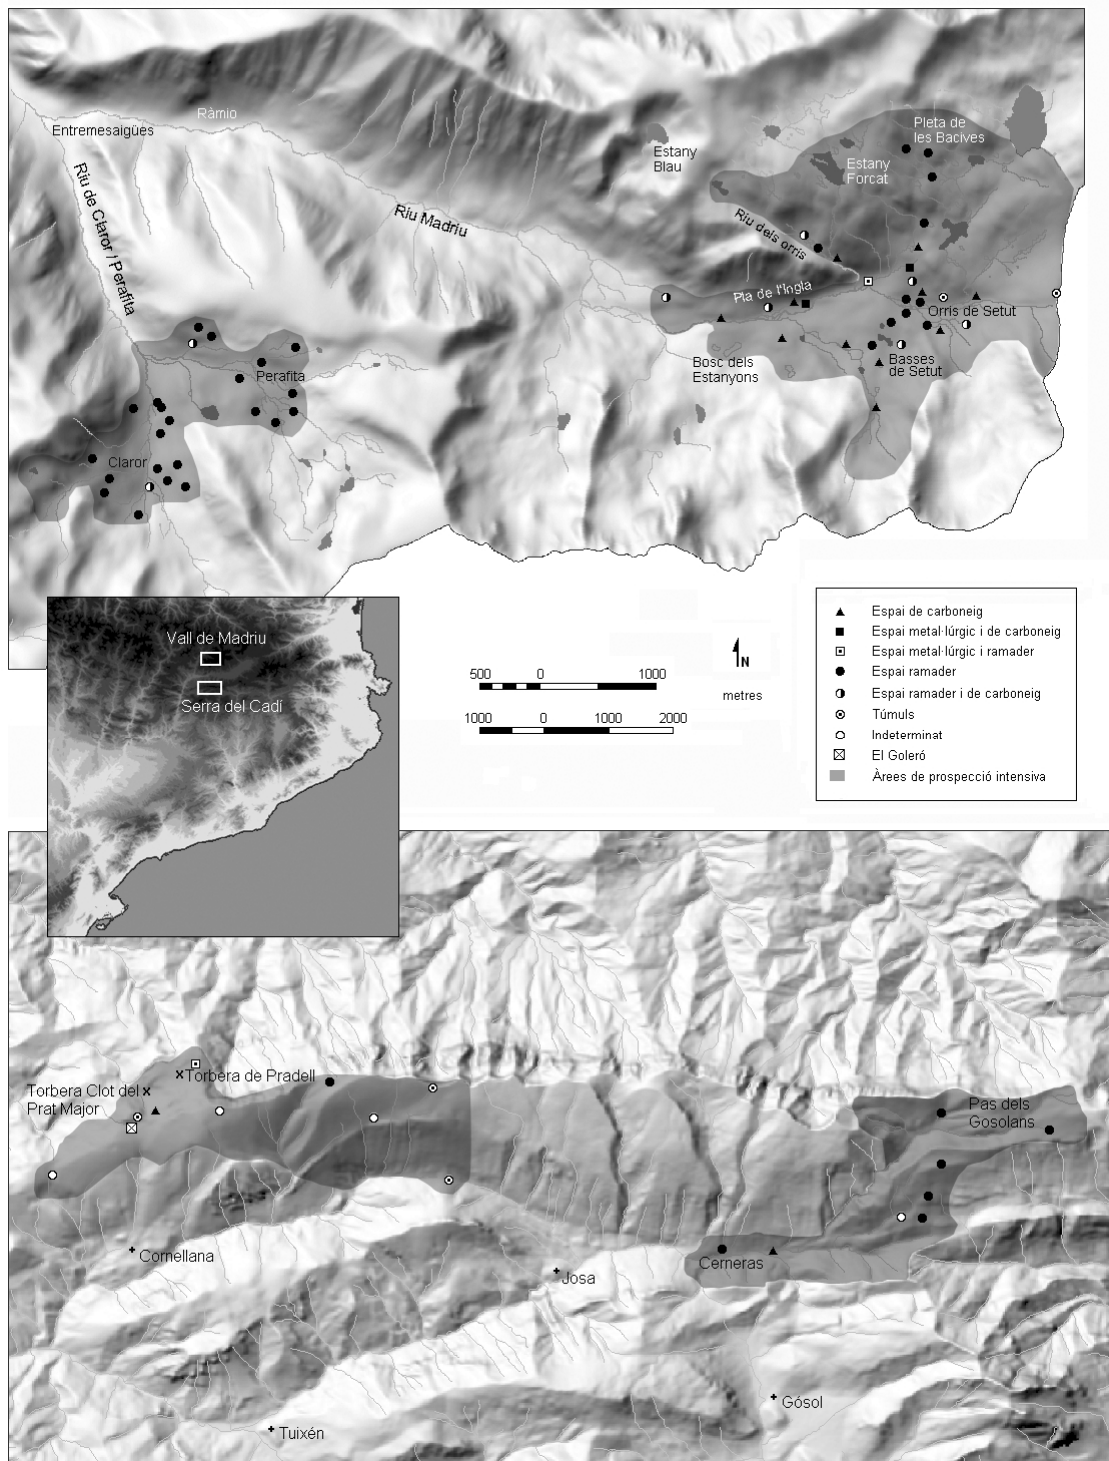 Ràmio
Entremesaigües
Riu de Claror / Perafita
Riu Madriu
Estany
Blau
Pleta de
les Bacives
Estany
Forcat
Riu dels orris
Pla de l'Ingla
Orris de Setut
Basses
de Setut
Bosc dels
Estanyons
Perafita
Claror
Vall de Madriu
Serra del Cadí
500 0 1000
metres
1000 0 1000 2000
N
Espai de carboneig
Espai metal·lúrgic i de carboneig
Espai metal·lúrgic i ramader
Espai ramader
Espai ramader i de carboneig
Túmuls
Indeterminat
El Goleró
Àrees de prospecció intensiva
Torbera de Pradell
Torbera Clot del
Prat Major
Pas dels
Gosolans
Cornellana
Cerneras
Josa
Gósol
Tuixén